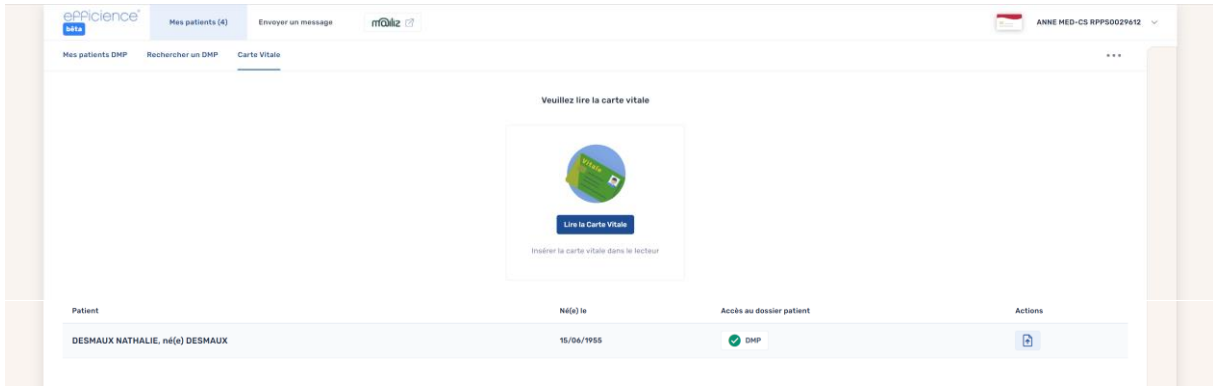 efficience
bêta
Mes patients (4)
Envoyer un message
m@iliz
ANNE MED-CS RPPS0029612
Mes patients DMP
Rechercher un DMP
Carte Vitale
Veuillez lire la carte vitale
Vitale
Lire la Carte Vitale
Insérer la carte vitale dans le lecteur
Patient
Né(e) le
Accès au dossier patient
Actions
DESMAUX NATHALIE, né(e) DESMAUX
15/06/1955
DMP